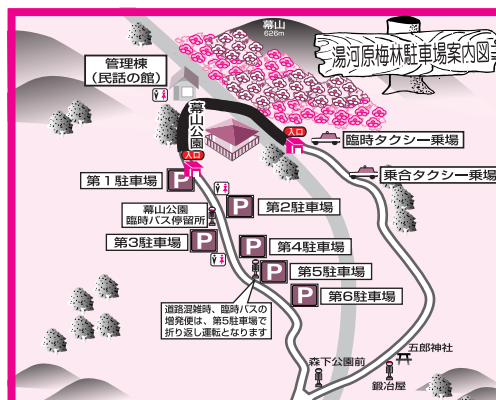 幕山
626m
湯河原梅林駐車場案内図
管理棟
(民話の館)
幕山公園
入口
入口
臨時タクシー乗場
乗合タクシー乗場
第1駐車場
P
幕山公園
臨時バス停留所
P
第2駐車場
第3駐車場
P
P
第4駐車場
P
第5駐車場
P
第6駐車場
道路混雑時、臨時バスの
増発便は、第5駐車場で
折り返し運転となります
五郎神社
森下公園前
鍛冶屋